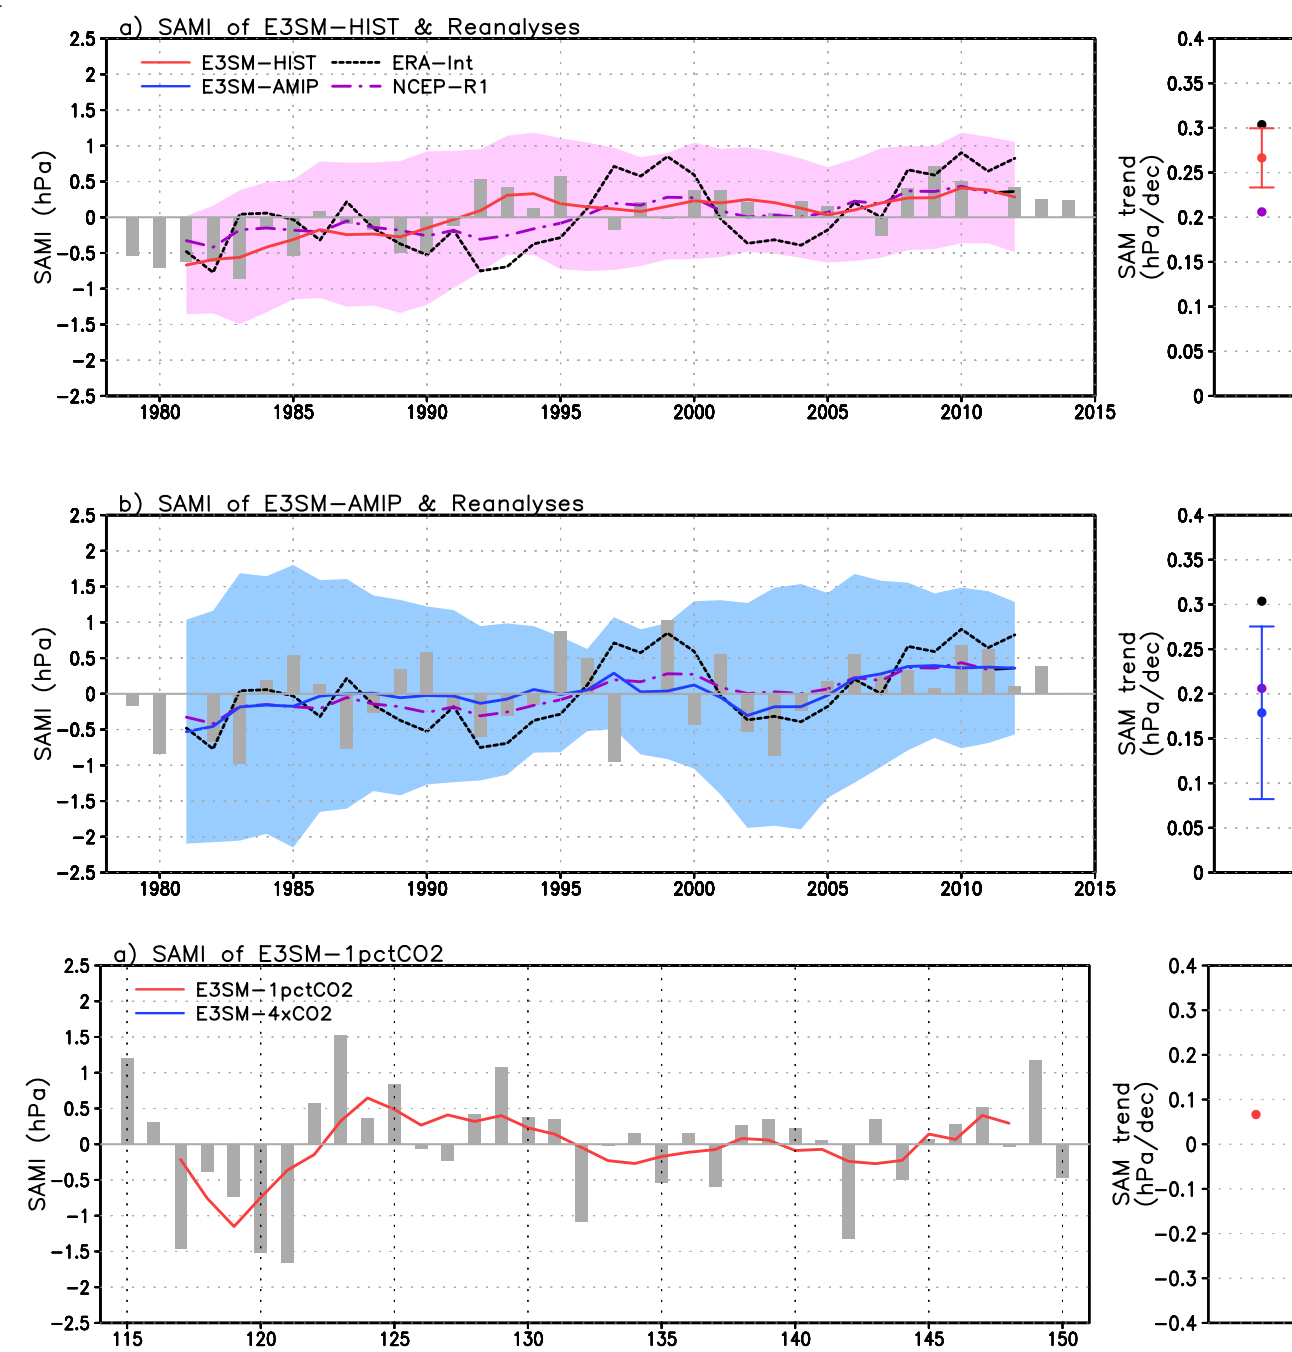 a) SAMI of E3SM-HIST & Reanalyses
E3SM-HIST
ERA-Int
E3SM-AMIP
NCEP-R1
SAMI (hPa)
2.5
2
1.5
1
0.5
0
-0.5
-1
-1.5
-2
-2.5
1980 1985 1990 1995 2000 2005 2010 2015
SAM trend
(hPa/dec)
0.4
0.35
0.3
0.25
0.2
0.15
0.1
0.05
0
b) SAMI of E3SM-AMIP & Reanalyses
SAMI (hPa)
2.5
2
1.5
1
0.5
0
-0.5
-1
-1.5
-2
-2.5
1980 1985 1990 1995 2000 2005 2010 2015
SAM trend
(hPa/dec)
0.4
0.35
0.3
0.25
0.2
0.15
0.1
0.05
0
a) SAMI of E3SM-1pctCO2
E3SM-1pctCO2
E3SM-4xCO2
SAMI (hPa)
2.5
2
1.5
1
0.5
0
-0.5
-1
-1.5
-2
-2.5
115 120 125 130 135 140 145 150
SAM trend
(hPa/dec)
0.4
0.3
0.2
0.1
0
-0.1
-0.2
-0.3
-0.4